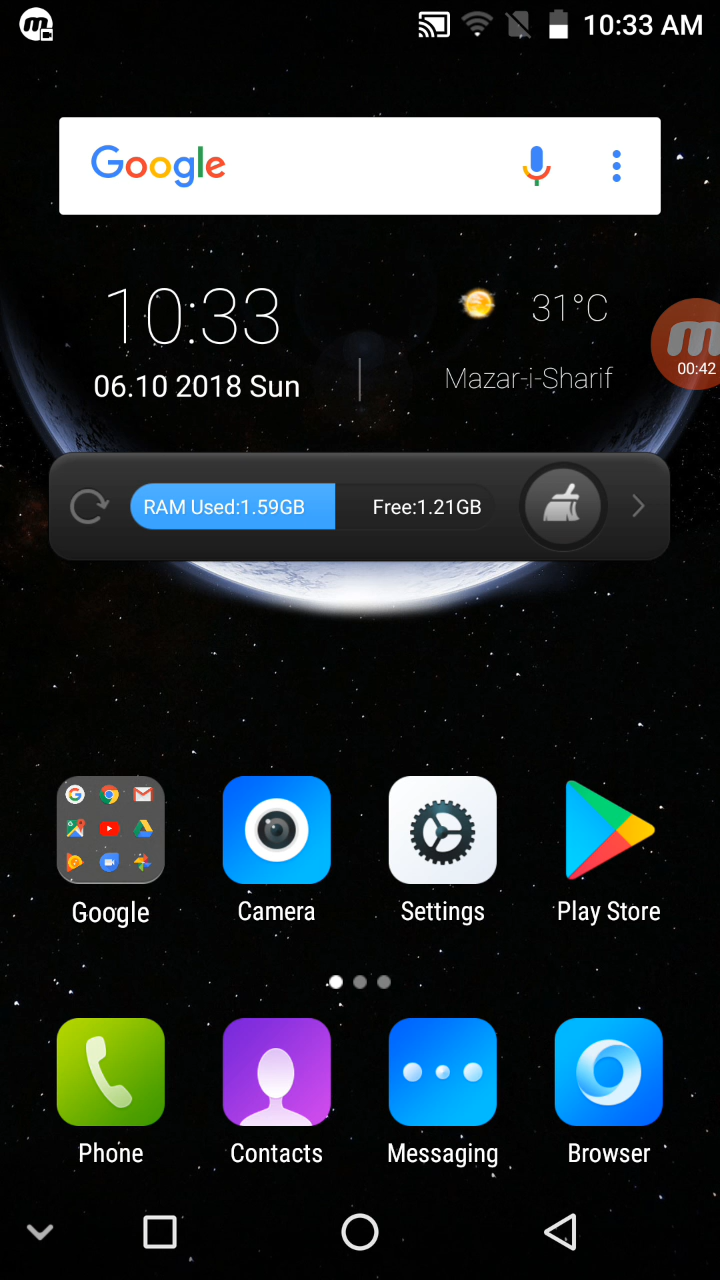 10:33 AM
Google
10:33
31°C
06.10 2018 Sun
Mazar-i-Sharif
00:42
RAM Used:1.59GB
Free:1.21GB
Google
Camera
Settings
Play Store
Phone
Contacts
Messaging
Browser